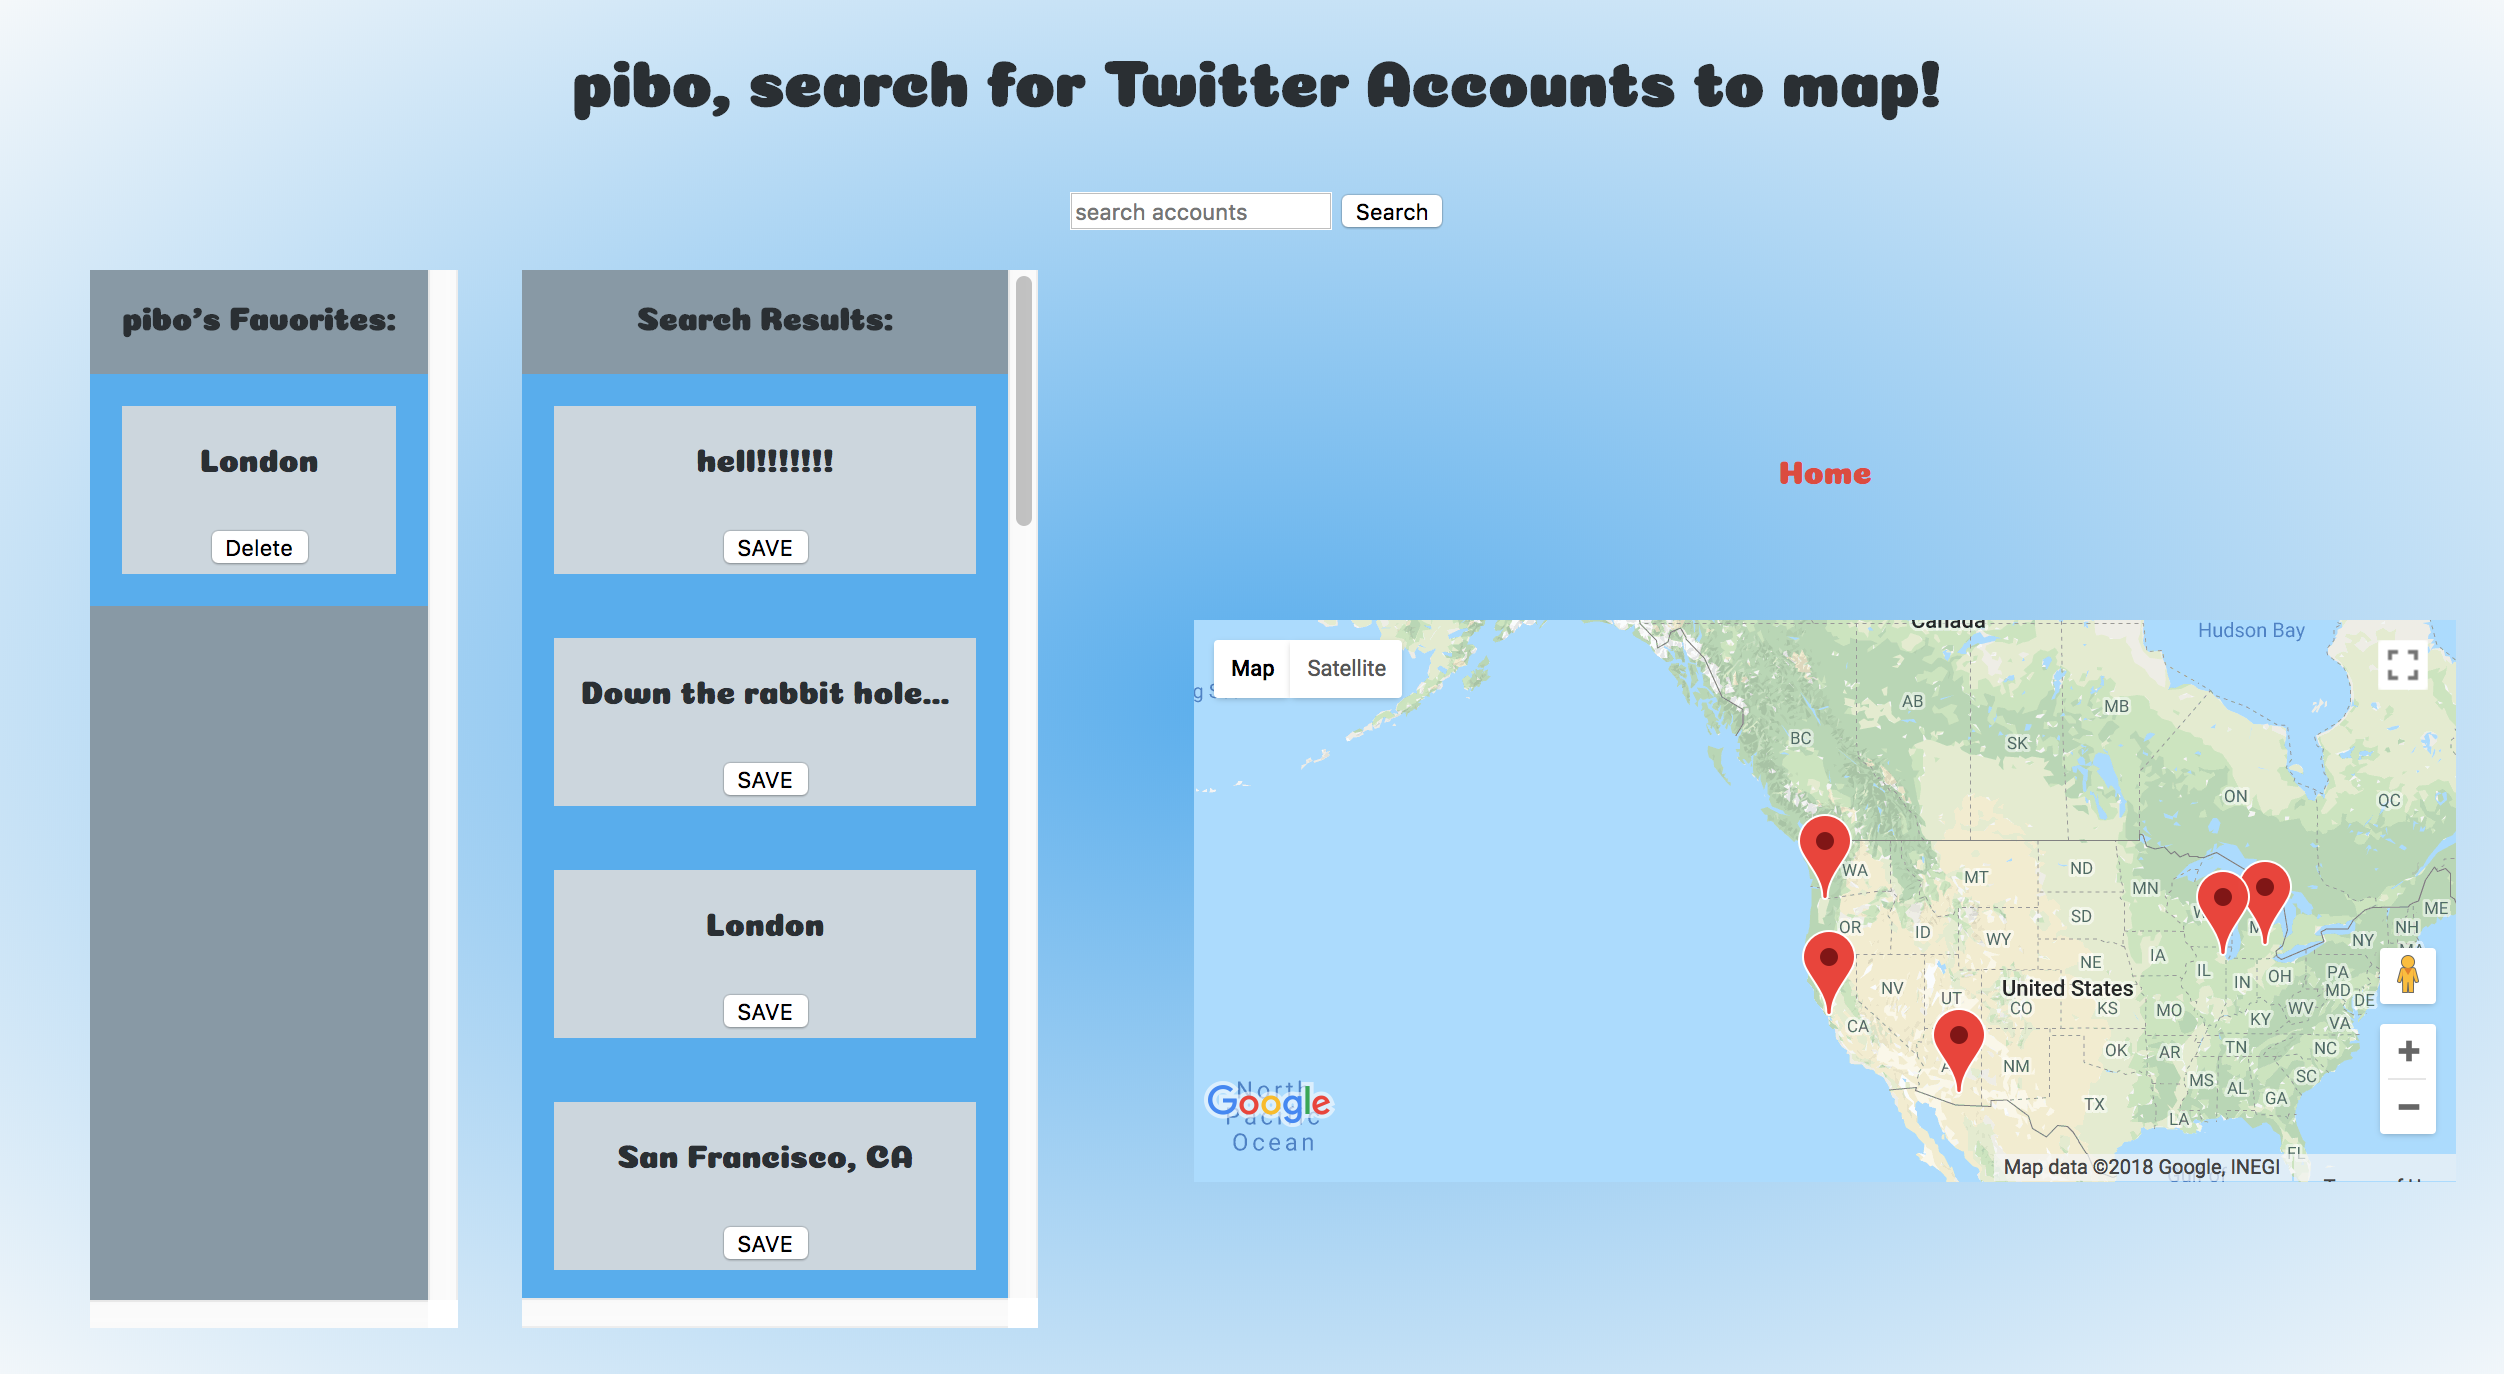 pibo, search for Twitter Accounts to map!
search accounts
Search
pibo's Favorites:
London
Delete
Search Results:
hell!!!!!!!
SAVE
Down the rabbit hole...
SAVE
London
SAVE
San Francisco, CA
SAVE
Home
Map
Satellite
Canada
Hudson Bay
AB
MB
BC
SK
ON
QC
WA
MT
ND
MN
SD
ME
OR
ID
WY
NH
NY
NE
IA
IL
IN
OH
PA
MD
DE
NV
UT
United States
CO
KS
MO
WV
KY
VA
CA
OK
AR
TN
NC
NM
MS
AL
SC
GA
TX
LA
FL
North
Pacific
Ocean
Google
Map data ©2018 Google, INEGI